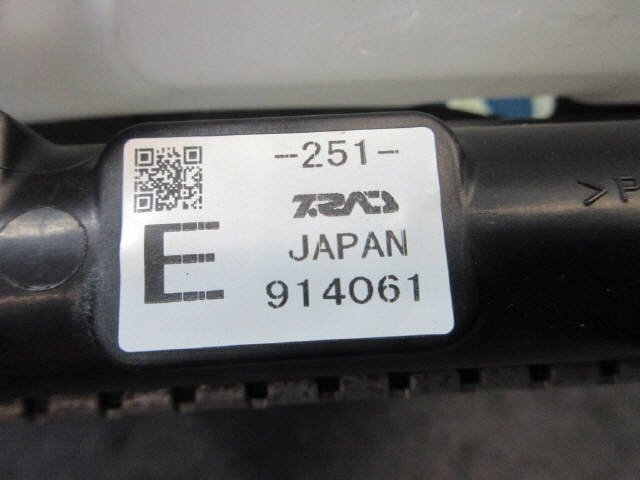 -251-
T.RAD
E
JAPAN
914061
>P